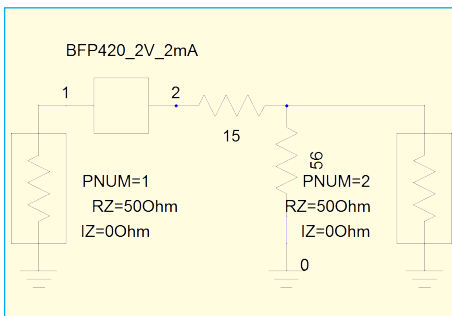 BFP420_2V_2mA
1
2
15
56
PNUM=1
RZ=50Ohm
IZ=0Ohm
PNUM=2
RZ=50Ohm
IZ=0Ohm
0